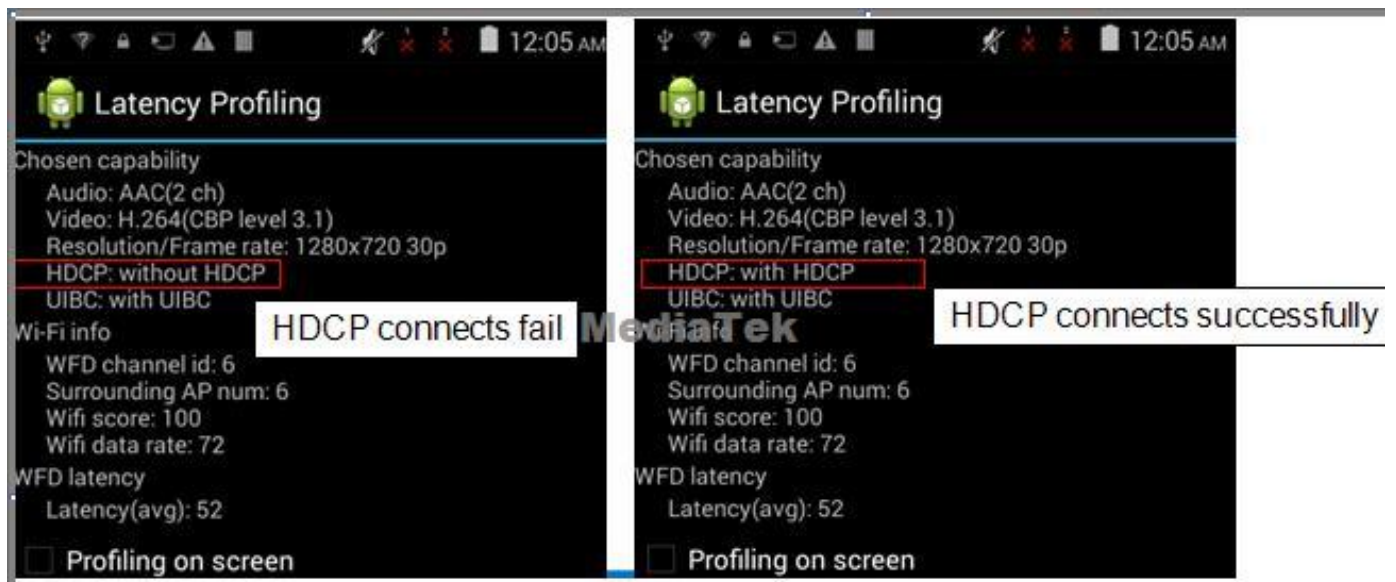 12:05 AM
Latency Profiling
Chosen capability
Audio: AAC(2 ch)
Video: H.264(CBP level 3.1)
Resolution/Frame rate: 1280x720 30p
HDCP: without HDCP
UIBC: with UIBC
HDCP connects fail
Wi-Fi info
WFD channel id: 6
Surrounding AP num: 6
Wifi score: 100
Wifi data rate: 72
WFD latency
Latency(avg): 52
Profiling on screen
MediaTek
12:05 AM
Latency Profiling
Chosen capability
Audio: AAC(2 ch)
Video: H.264(CBP level 3.1)
Resolution/Frame rate: 1280x720 30p
HDCP: with HDCP
UIBC: with UIBC
HDCP connects successfully
WFD channel id: 6
Surrounding AP num: 6
Wifi score: 100
Wifi data rate: 72
WFD latency
Latency(avg): 52
Profiling on screen